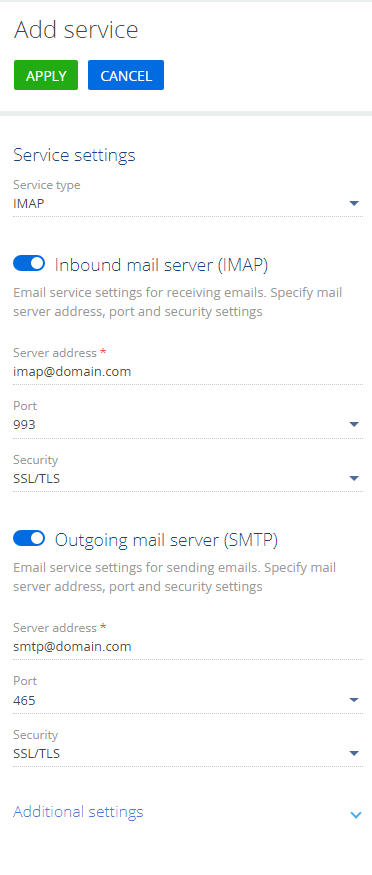 Add service
APPLY
CANCEL
Service settings
Service type
IMAP
Inbound mail server (IMAP)
Email service settings for receiving emails. Specify mail
server address, port and security settings
Server address *
imap@domain.com
Port
993
Security
SSL/TLS
Outgoing mail server (SMTP)
Email service settings for sending emails. Specify mail
server address, port and security settings
Server address *
smtp@domain.com
Port
465
Security
SSL/TLS
Additional settings